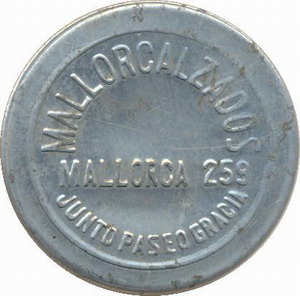 MALLORCALZADOS
MALLORCA 259
JUNTO PASEO GRACIA